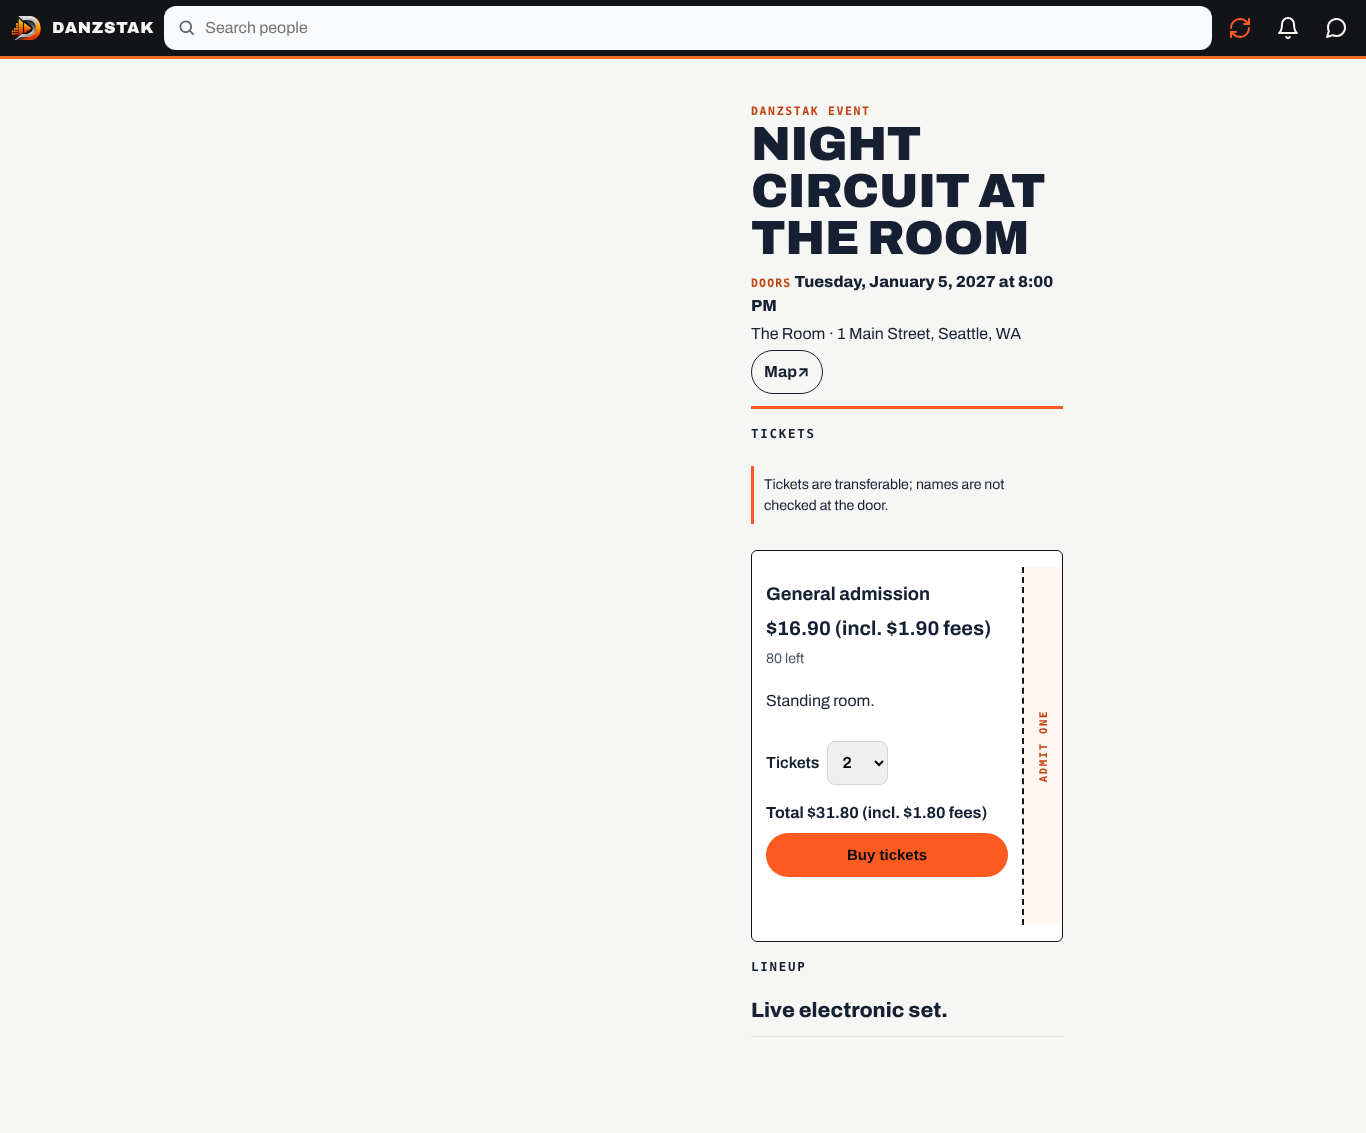 DANZSTAK
Search people
DANZSTAK EVENT
NIGHT
CIRCUIT AT
THE ROOM
DOORS Tuesday, January 5, 2027 at 8:00
PM
The Room · 1 Main Street, Seattle, WA
Map
TICKETS
Tickets are transferable; names are not
checked at the door.
General admission
$16.90 (incl. $1.90 fees)
80 left
Standing room.
Tickets 2
Total $31.80 (incl. $1.80 fees)
Buy tickets
ADMIT ONE
LINEUP
Live electronic set.